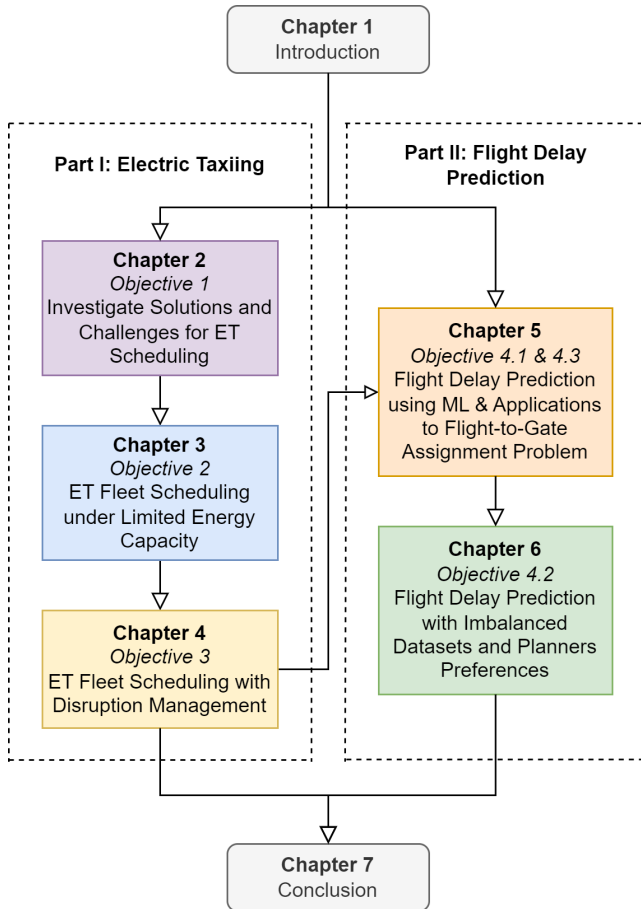 Chapter 1
Introduction
Part I: Electric Taxiing
Chapter 2
Objective 1
Investigate Solutions and
Challenges for ET
Scheduling
Chapter 3
Objective 2
ET Fleet Scheduling
under Limited Energy
Capacity
Chapter 4
Objective 3
ET Fleet Scheduling with
Disruption Management
Part II: Flight Delay
Prediction
Chapter 5
Objective 4.1 & 4.3
Flight Delay Prediction
using ML & Applications
to Flight-to-Gate
Assignment Problem
Chapter 6
Objective 4.2
Flight Delay Prediction
with Imbalanced
Datasets and Planners
Preferences
Chapter 7
Conclusion